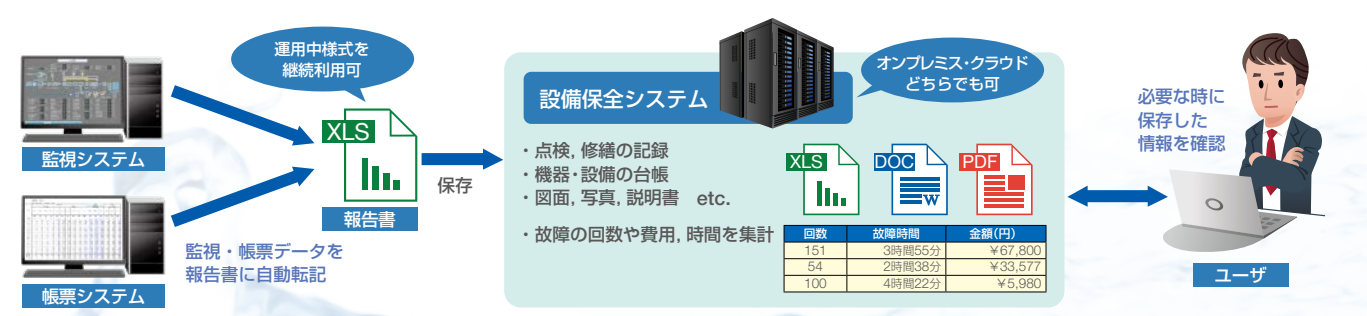 監視システム
帳票システム
運用中様式を
継続利用可
XLS
報告書
監視・帳票データを
報告書に自動転記
保存
設備保全システム
オンプレミス・クラウド
どちらでも可
・点検, 修繕の記録
・機器・設備の台帳
・図面, 写真, 説明書　etc.
・故障の回数や費用, 時間を集計
XLS
DOC
W
PDF
回数 故障時間 金額(円)
151 3時間55分 ¥67,800
54 2時間38分 ¥33,577
100 4時間22分 ¥5,980
必要な時に
保存した
情報を確認
ユーザ